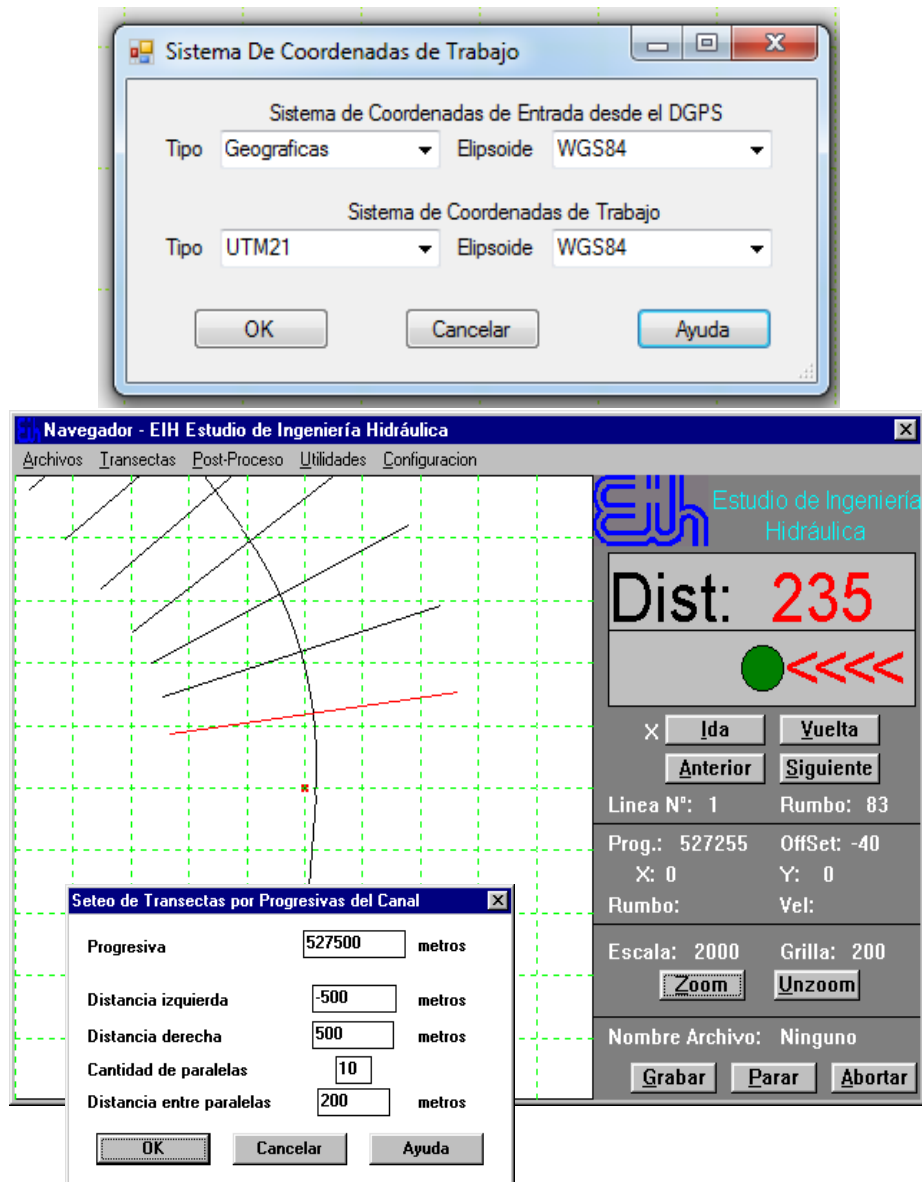 Sistema De Coordenadas de Trabajo
Sistema de Coordenadas de Entrada desde el DGPS
Tipo Geograficas Elipsoide WGS84
Sistema de Coordenadas de Trabajo
Tipo UTM21 Elipsoide WGS84
OK Cancelar Ayuda
Eih Navegador - EIH Estudio de Ingeniería Hidráulica
Archivos Transectas Post-Proceso Utilidades Configuracion
Eih Estudio de Ingeniería
Hidráulica
Dist: 235
<<<<
X Ida Vuelta
Anterior Siguiente
Linea Nº: 1 Rumbo: 83
Prog.: 527255 OffSet: -40
X: 0 Y: 0
Rumbo: Vel:
Escala: 2000 Grilla: 200
Zoom Unzoom
Nombre Archivo: Ninguno
Grabar Parar Abortar
Seteo de Transectas por Progresivas del Canal
Progresiva 527500 metros
Distancia izquierda -500 metros
Distancia derecha 500 metros
Cantidad de paralelas 10
Distancia entre paralelas 200 metros
OK Cancelar Ayuda